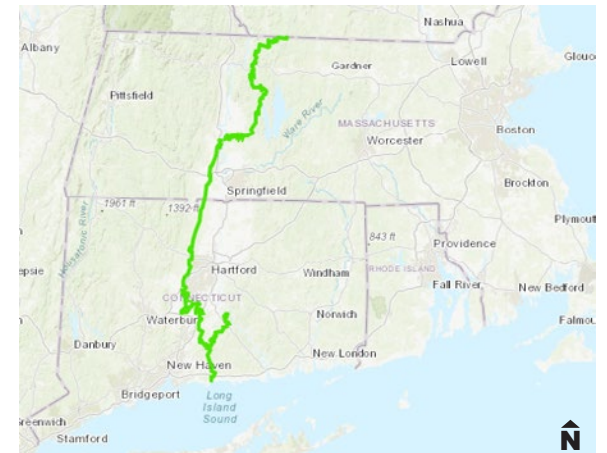 Nashua
Albany
Gardner
Lowell
Glouc
Pittsfield
Ware River
MASSACHUSETTS
Boston
Worcester
Springfield
Brockton
1961 ft
1392 ft
Plymout
Housatonic River
843 ft
Providence
epsie
Hartford
Windham
RHODE ISLAND
Fall River
New Bedford
CONNECTICUT
Waterbury
Norwich
Falmou
Danbury
New London
New Haven
Bridgeport
Long
Island
Sound
Greenwich
Stamford
N